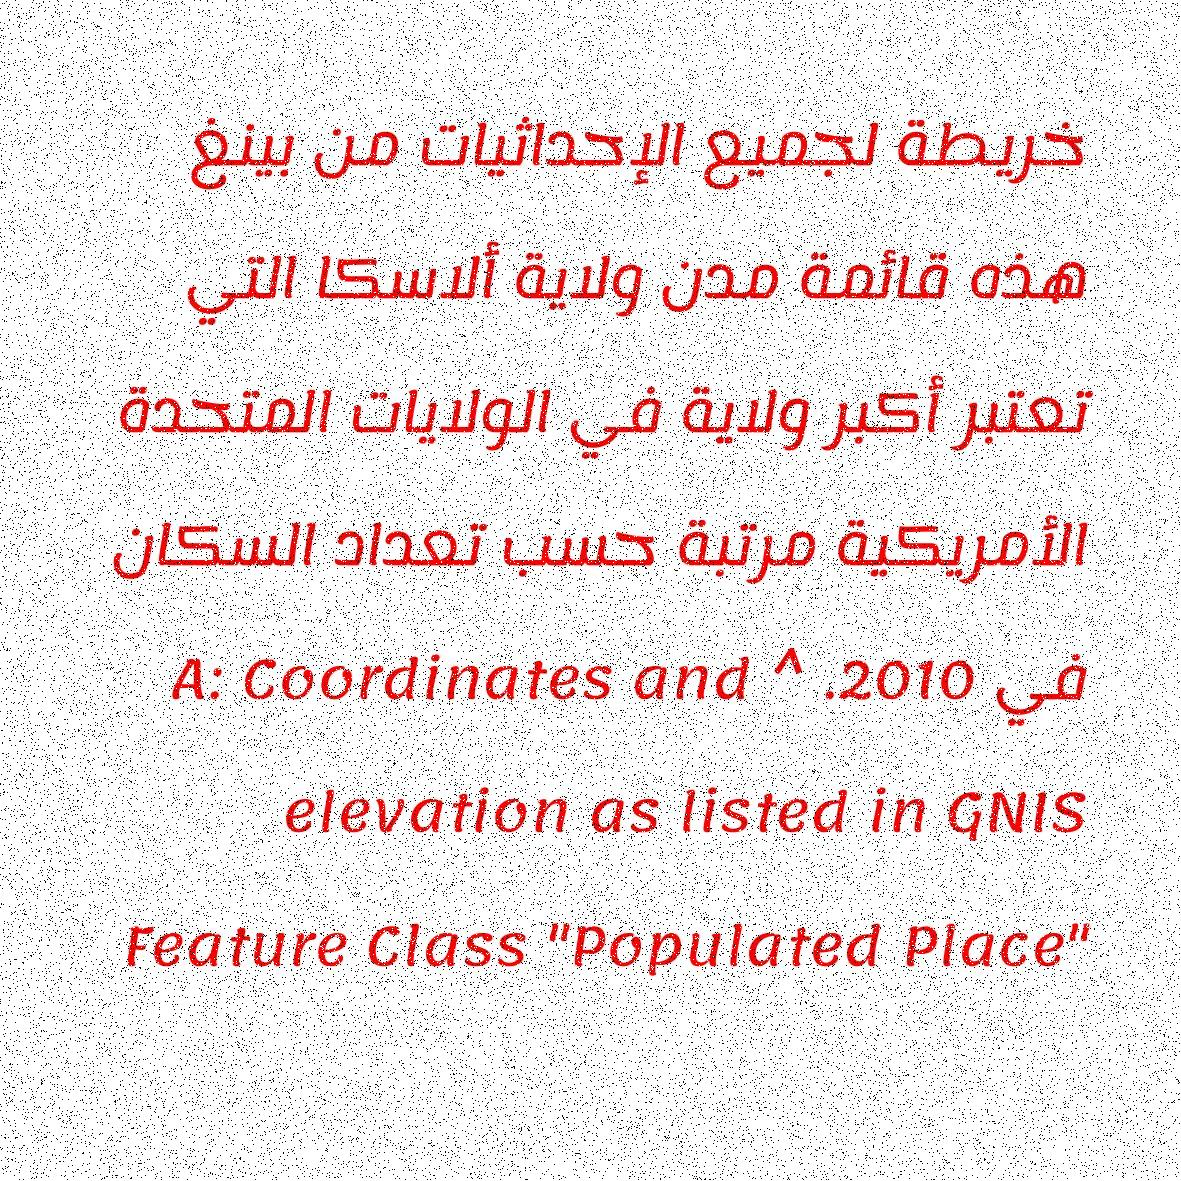 خريطة لجميع الإحداثيات من بينغ
هذه قائمة مدن ولاية ألاسكا التي
تعتبر أكبر ولاية في الولايات المتحدة
الأمريكية مرتبة حسب تعداد السكان
في 2010. ^ A: Coordinates and
elevation as listed in GNIS
Feature Class "Populated Place"